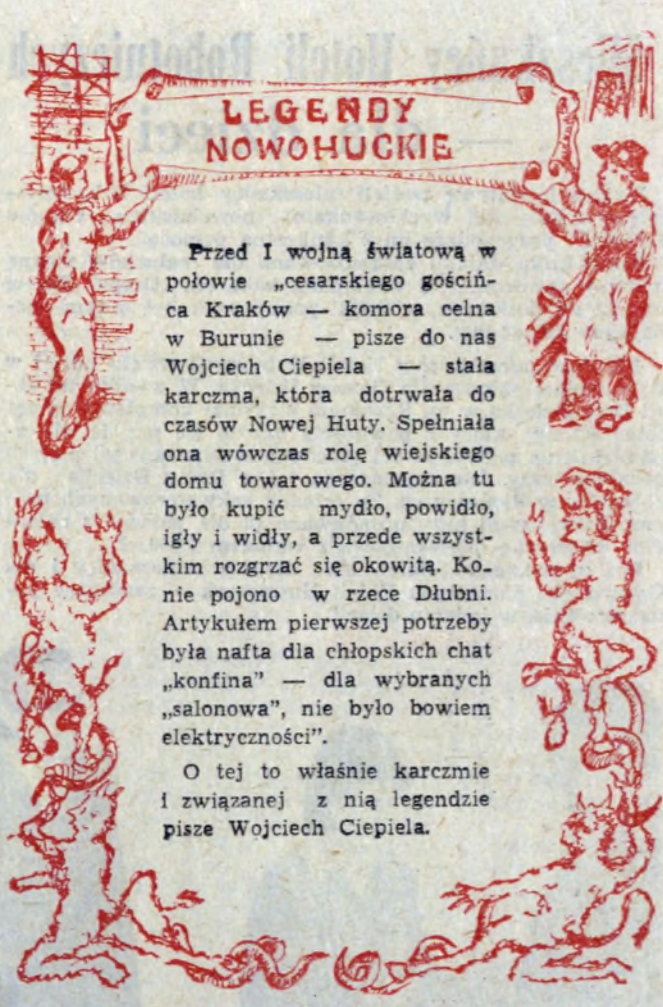 LEGENDY
NOWOHUCKIE
Przed I wojną światową w
połowie „cesarskiego gościń-
ca Kraków — komora celna
w Burunie — pisze do nas
Wojciech Ciepiela — stała
karczma, która dotrwała do
czasów Nowej Huty. Spełniała
ona wówczas rolę wiejskiego
domu towarowego. Można tu
było kupić mydło, powidło,
igły i widły, a przede wszyst-
kim rozgrzać się okowitą. Ko-
nie pojono w rzece Dłubni.
Artykułem pierwszej potrzeby
była nafta dla chłopskich chat
„konfina” — dla wybranych
„salonowa”, nie było bowiem
elektryczności”.
O tej to właśnie karczmie
i związanej z nią legendzie
pisze Wojciech Ciepiela.